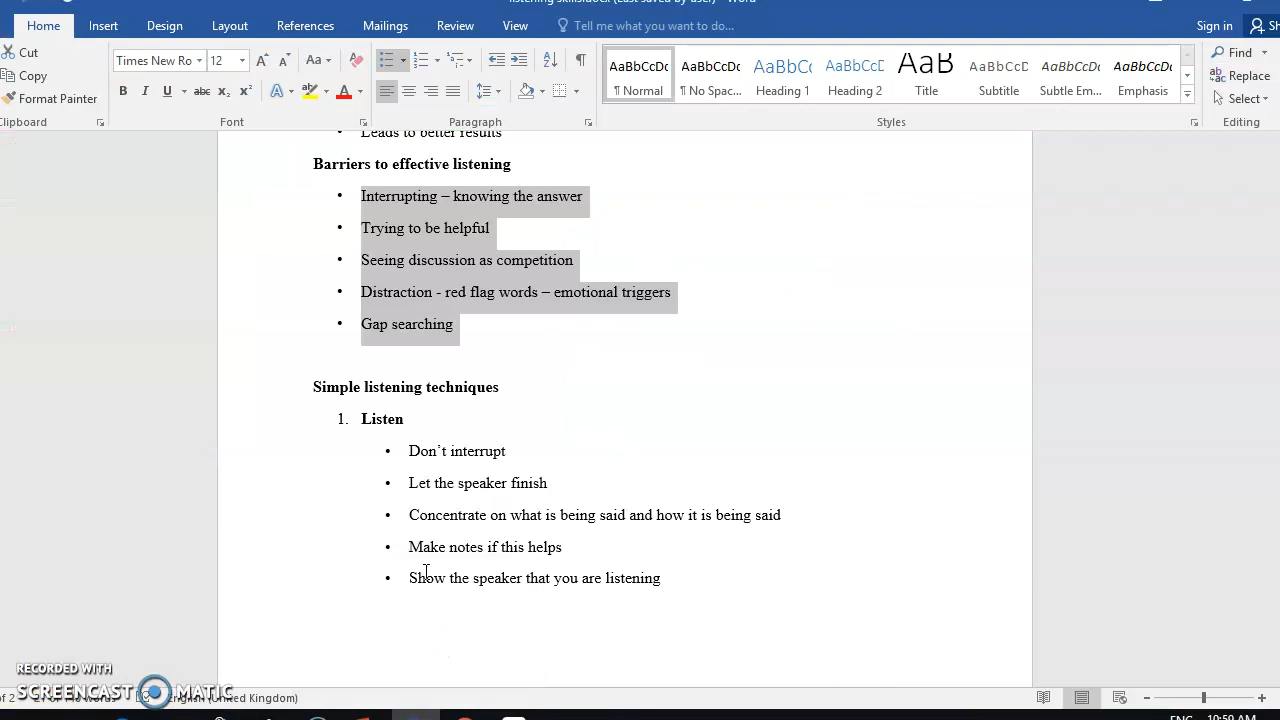 Home Insert Design Layout References Mailings Review View Tell me what you want to do... Sign in
Cut
Copy
Format Painter
Times New Ro 12 Aa
Find
Replace
Select
AaBbCcDc AaBbCcDc AaBbCc AaBbCcD AaB AaBbCcD AaBbCcDc AaBbCcDc
¶ Normal ¶ No Spac... Heading 1 Heading 2 Title Subtitle Subtle Em... Emphasis
Clipboard Font Paragraph Styles Editing
• Leads to better results
Barriers to effective listening
• Interrupting – knowing the answer
• Trying to be helpful
• Seeing discussion as competition
• Distraction - red flag words – emotional triggers
• Gap searching
Simple listening techniques
1. Listen
• Don’t interrupt
• Let the speaker finish
• Concentrate on what is being said and how it is being said
• Make notes if this helps
• Show the speaker that you are listening
RECORDED WITH
SCREENCAST MATIC
English (United Kingdom)
ENG 10:59 AM